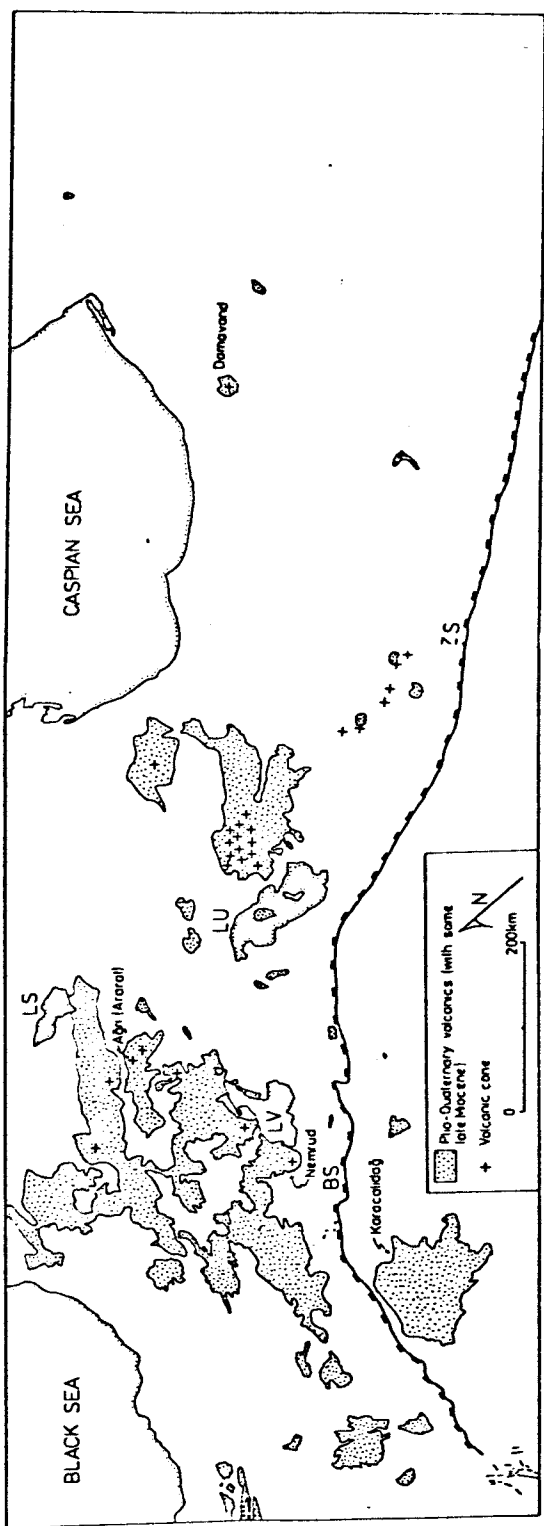 BLACK SEA
CASPIAN SEA
LS
Ağrı (Ararat)
LU
LV
Nemrud
BS
Karacalıdağ
Damavand
Z S
Plio-Quaternary volcanics (with some
late Miocene)
+ Volcanic cone
N
0 200km